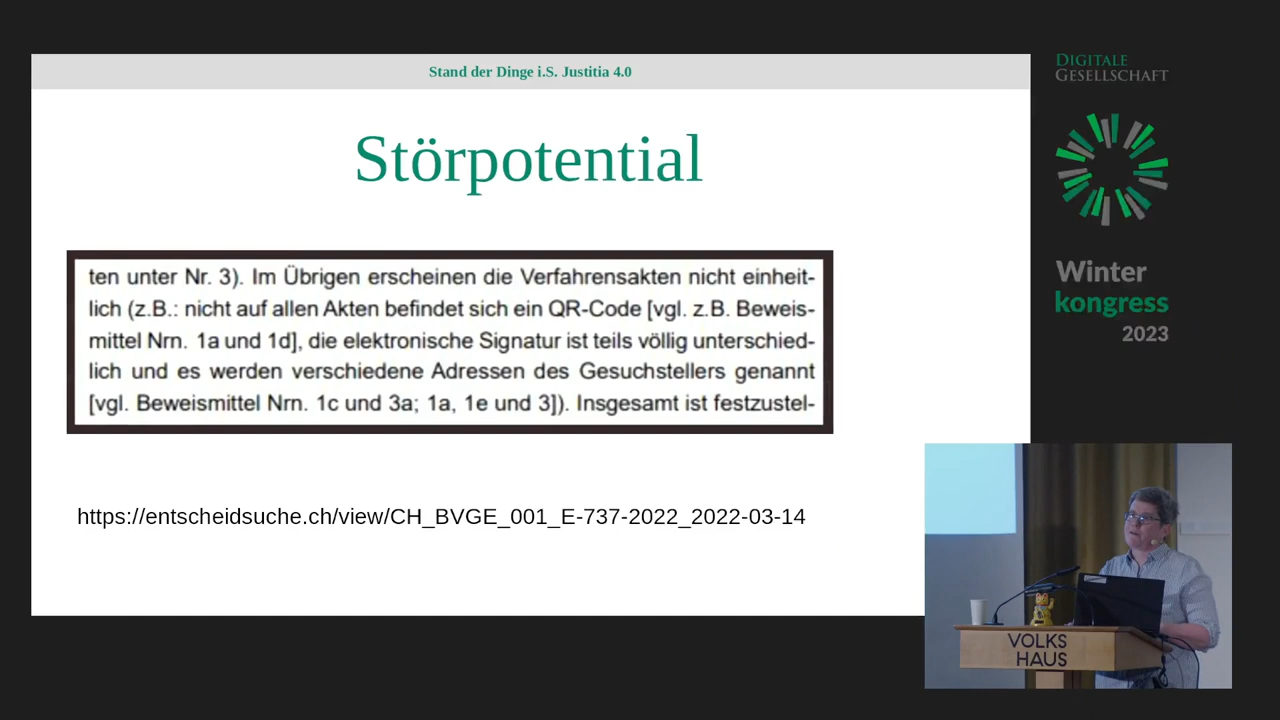 Stand der Dinge i.S. Justitia 4.0
Störpotential
ten unter Nr. 3). Im Übrigen erscheinen die Verfahrensakten nicht einheit-
lich (z.B.: nicht auf allen Akten befindet sich ein QR-Code [vgl. z.B. Beweis-
mittel Nrn. 1a und 1d], die elektronische Signatur ist teils völlig unterschied-
lich und es werden verschiedene Adressen des Gesuchstellers genannt
[vgl. Beweismittel Nrn. 1c und 3a; 1a, 1e und 3]). Insgesamt ist festzustel-
https://entscheidsuche.ch/view/CH_BVGE_001_E-737-2022_2022-03-14
DIGITALE
GESELLSCHAFT
Winter
kongress
2023
VOLKS
HAUS